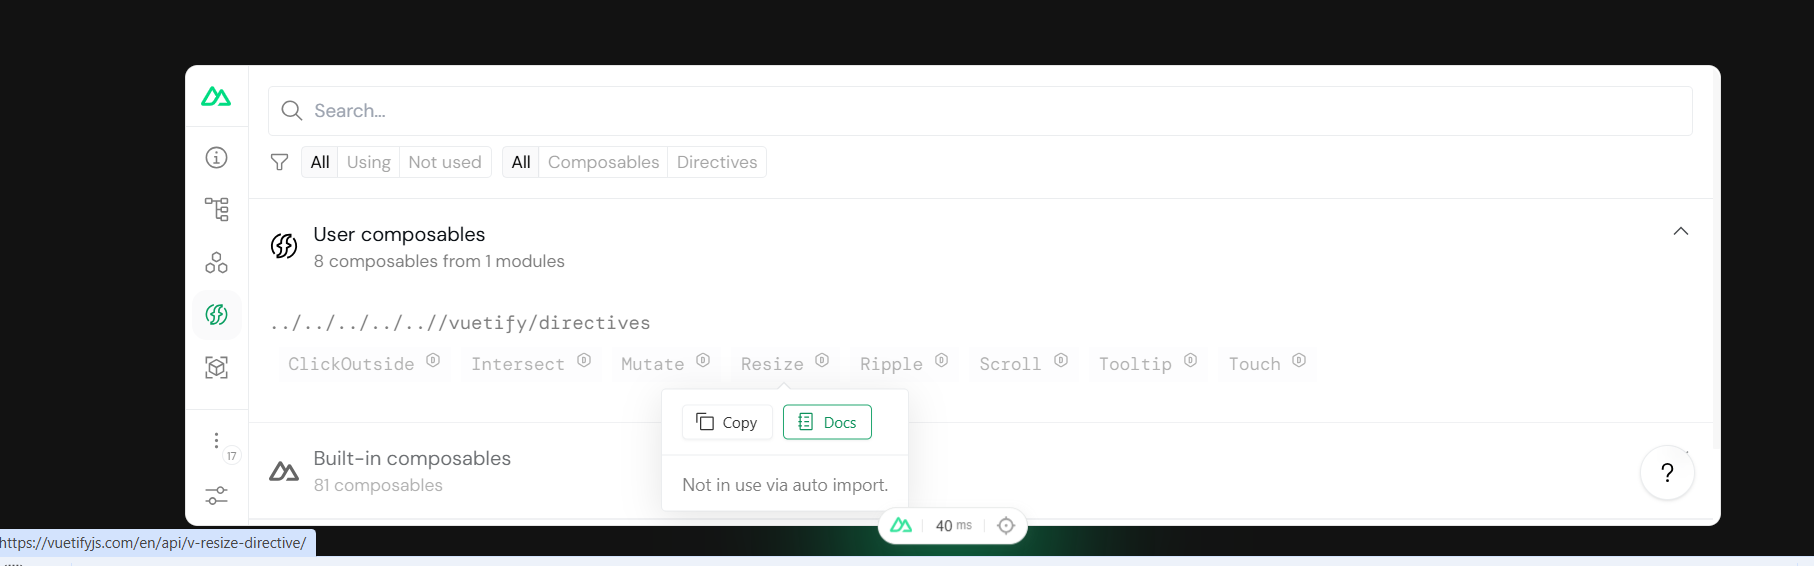 Search...
All Using Not used All Composables Directives
User composables
8 composables from 1 modules
../../../../..//vuetify/directives
ClickOutside D Intersect D Mutate D Resize D Ripple D Scroll D Tooltip D Touch D
Copy Docs
Not in use via auto import.
Built-in composables
81 composables
17
?
40 ms
https://vuetifyjs.com/en/api/v-resize-directive/